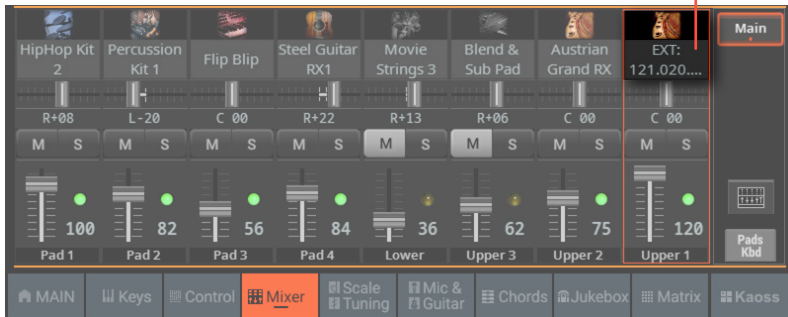 HipHop Kit 2
Percussion Kit 1
Flip Blip
Steel Guitar RX1
Movie Strings 3
Blend & Sub Pad
Austrian Grand RX
EXT: 121.020....
Main
R+08 L-20 C 00 R+22 R+13 R+06 C 00 C 00
M S M S M S M S M S M S M S M S
100 82 56 84 36 62 75 120
Pad 1 Pad 2 Pad 3 Pad 4 Lower Upper 3 Upper 2 Upper 1
Pads
Kbd
MAIN Keys Control Mixer Scale Tuning Mic & Guitar Chords Jukebox Matrix Kaoss